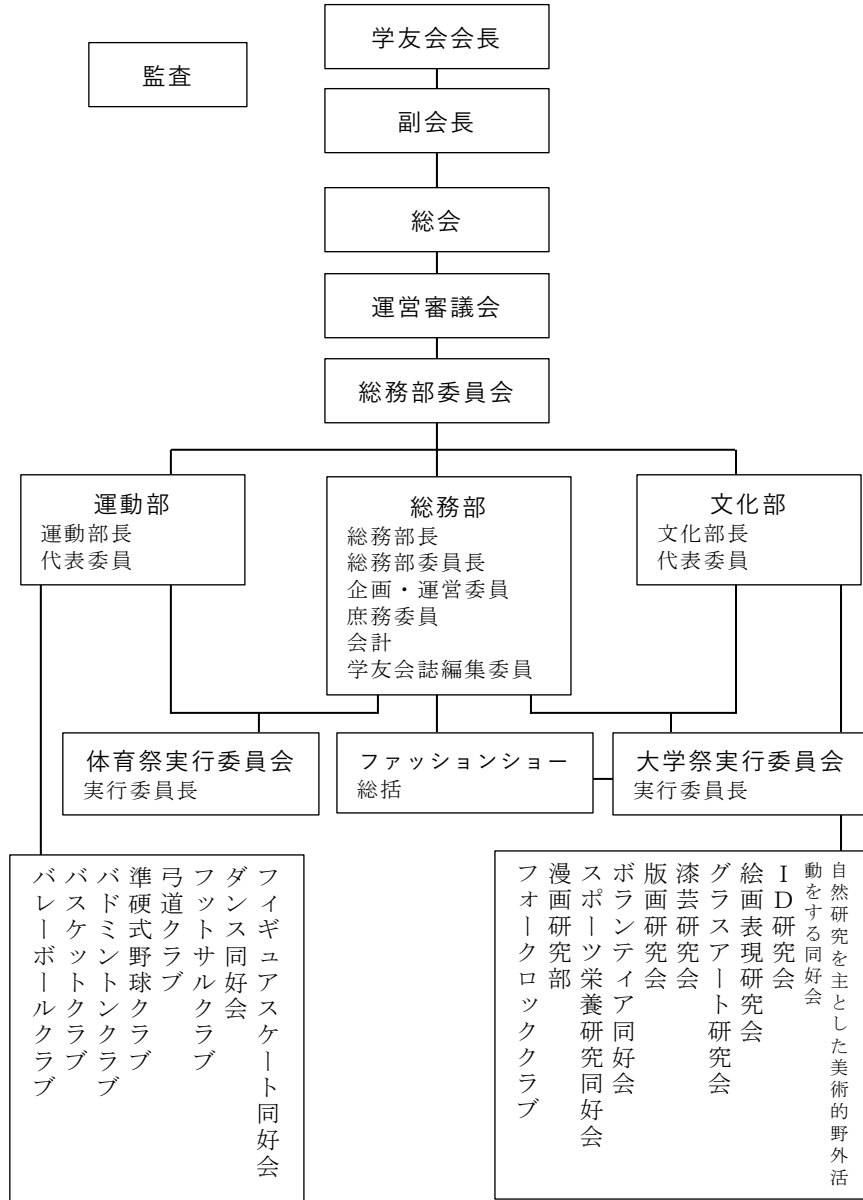 学友会会長
監査
副会長
総会
運営審議会
総務部委員会
運動部
運動部長
代表委員
総務部
総務部長
総務部委員長
企画・運営委員
庶務委員
会計
学友会誌編集委員
文化部
文化部長
代表委員
体育祭実行委員会
実行委員長
ファッションショー
総括
大学祭実行委員会
実行委員長
フィギュアスケート同好会
ダンス同好会
フットサルクラブ
弓道クラブ
準硬式野球クラブ
バドミントンクラブ
バスケットクラブ
バレーボールクラブ
自然研究を主とした美術的野外活
動をする同好会
ID研究会
絵画表現研究会
グラスアート研究会
漆芸研究会
版画研究会
ボランティア同好会
スポーツ栄養研究同好会
漫画研究部
フォークロッククラブ